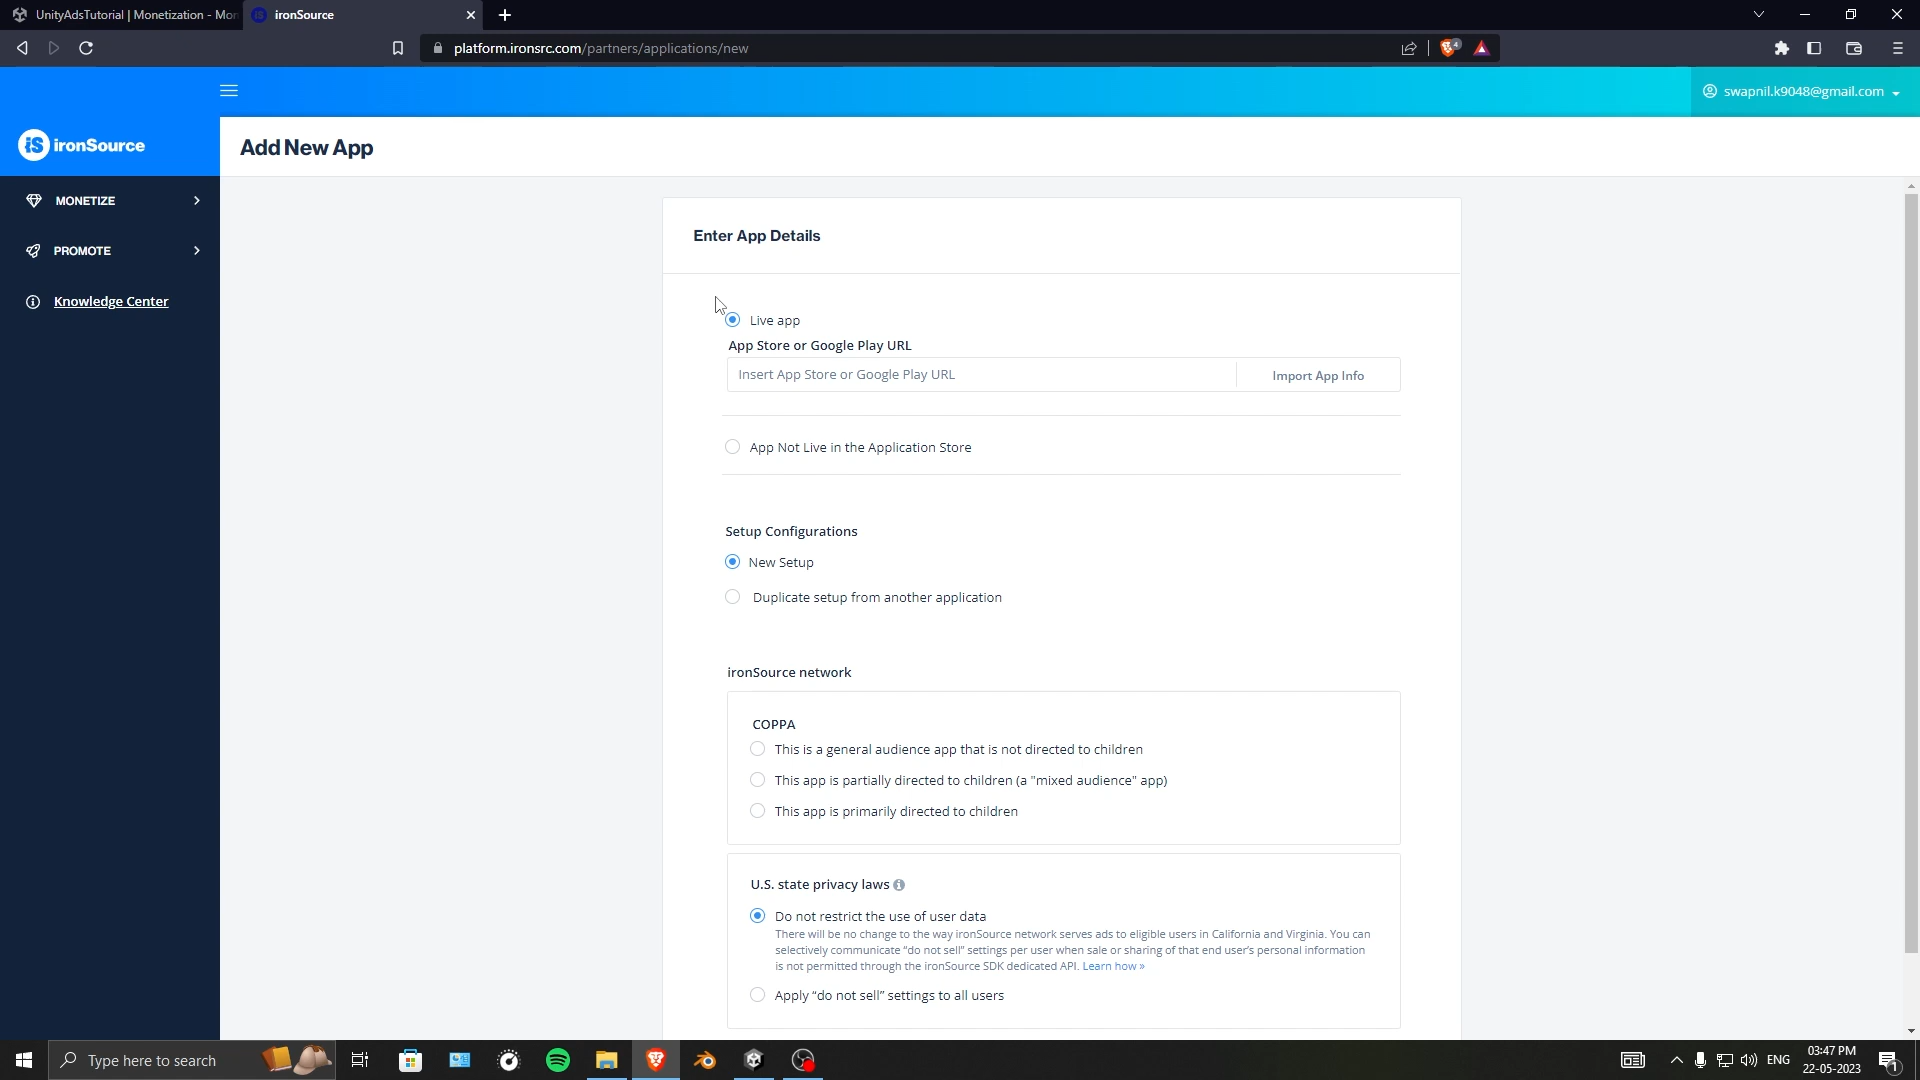 UnityAdsTutorial | Monetization - Mon
ironSource
platform.ironsrc.com/partners/applications/new
4
swapnil.k9048@gmail.com
iS ironSource
Add New App
MONETIZE
PROMOTE
Knowledge Center
Enter App Details
Live app
App Store or Google Play URL
Insert App Store or Google Play URL
Import App Info
App Not Live in the Application Store
Setup Configurations
New Setup
Duplicate setup from another application
ironSource network
COPPA
This is a general audience app that is not directed to children
This app is partially directed to children (a "mixed audience" app)
This app is primarily directed to children
U.S. state privacy laws
Do not restrict the use of user data
There will be no change to the way ironSource network serves ads to eligible users in California and Virginia. You can
selectively communicate “do not sell” settings per user when sale or sharing of that end user's personal information
is not permitted through the ironSource SDK dedicated API. Learn how »
Apply “do not sell” settings to all users
Type here to search
ENG
03:47 PM
22-05-2023
1